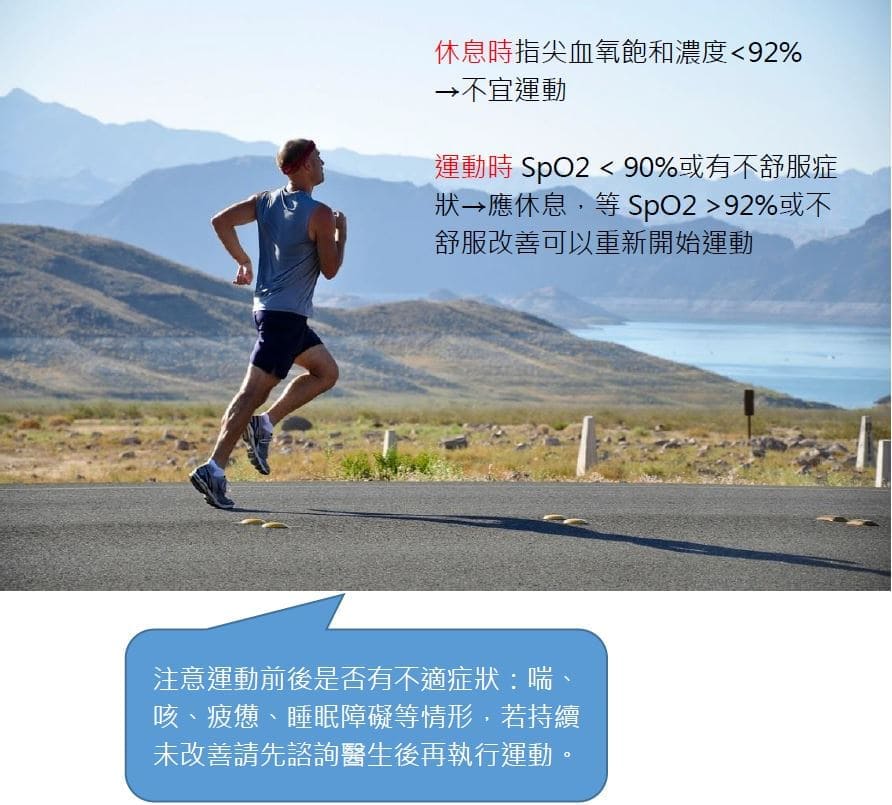 休息時指尖血氧飽和濃度<92%
→不宜運動
運動時 SpO2 < 90%或有不舒服症
狀→應休息，等 SpO2 >92%或不
舒服改善可以重新開始運動
注意運動前後是否有不適症狀：喘、
咳、疲憊、睡眠障礙等情形，若持續
未改善請先諮詢醫生後再執行運動。